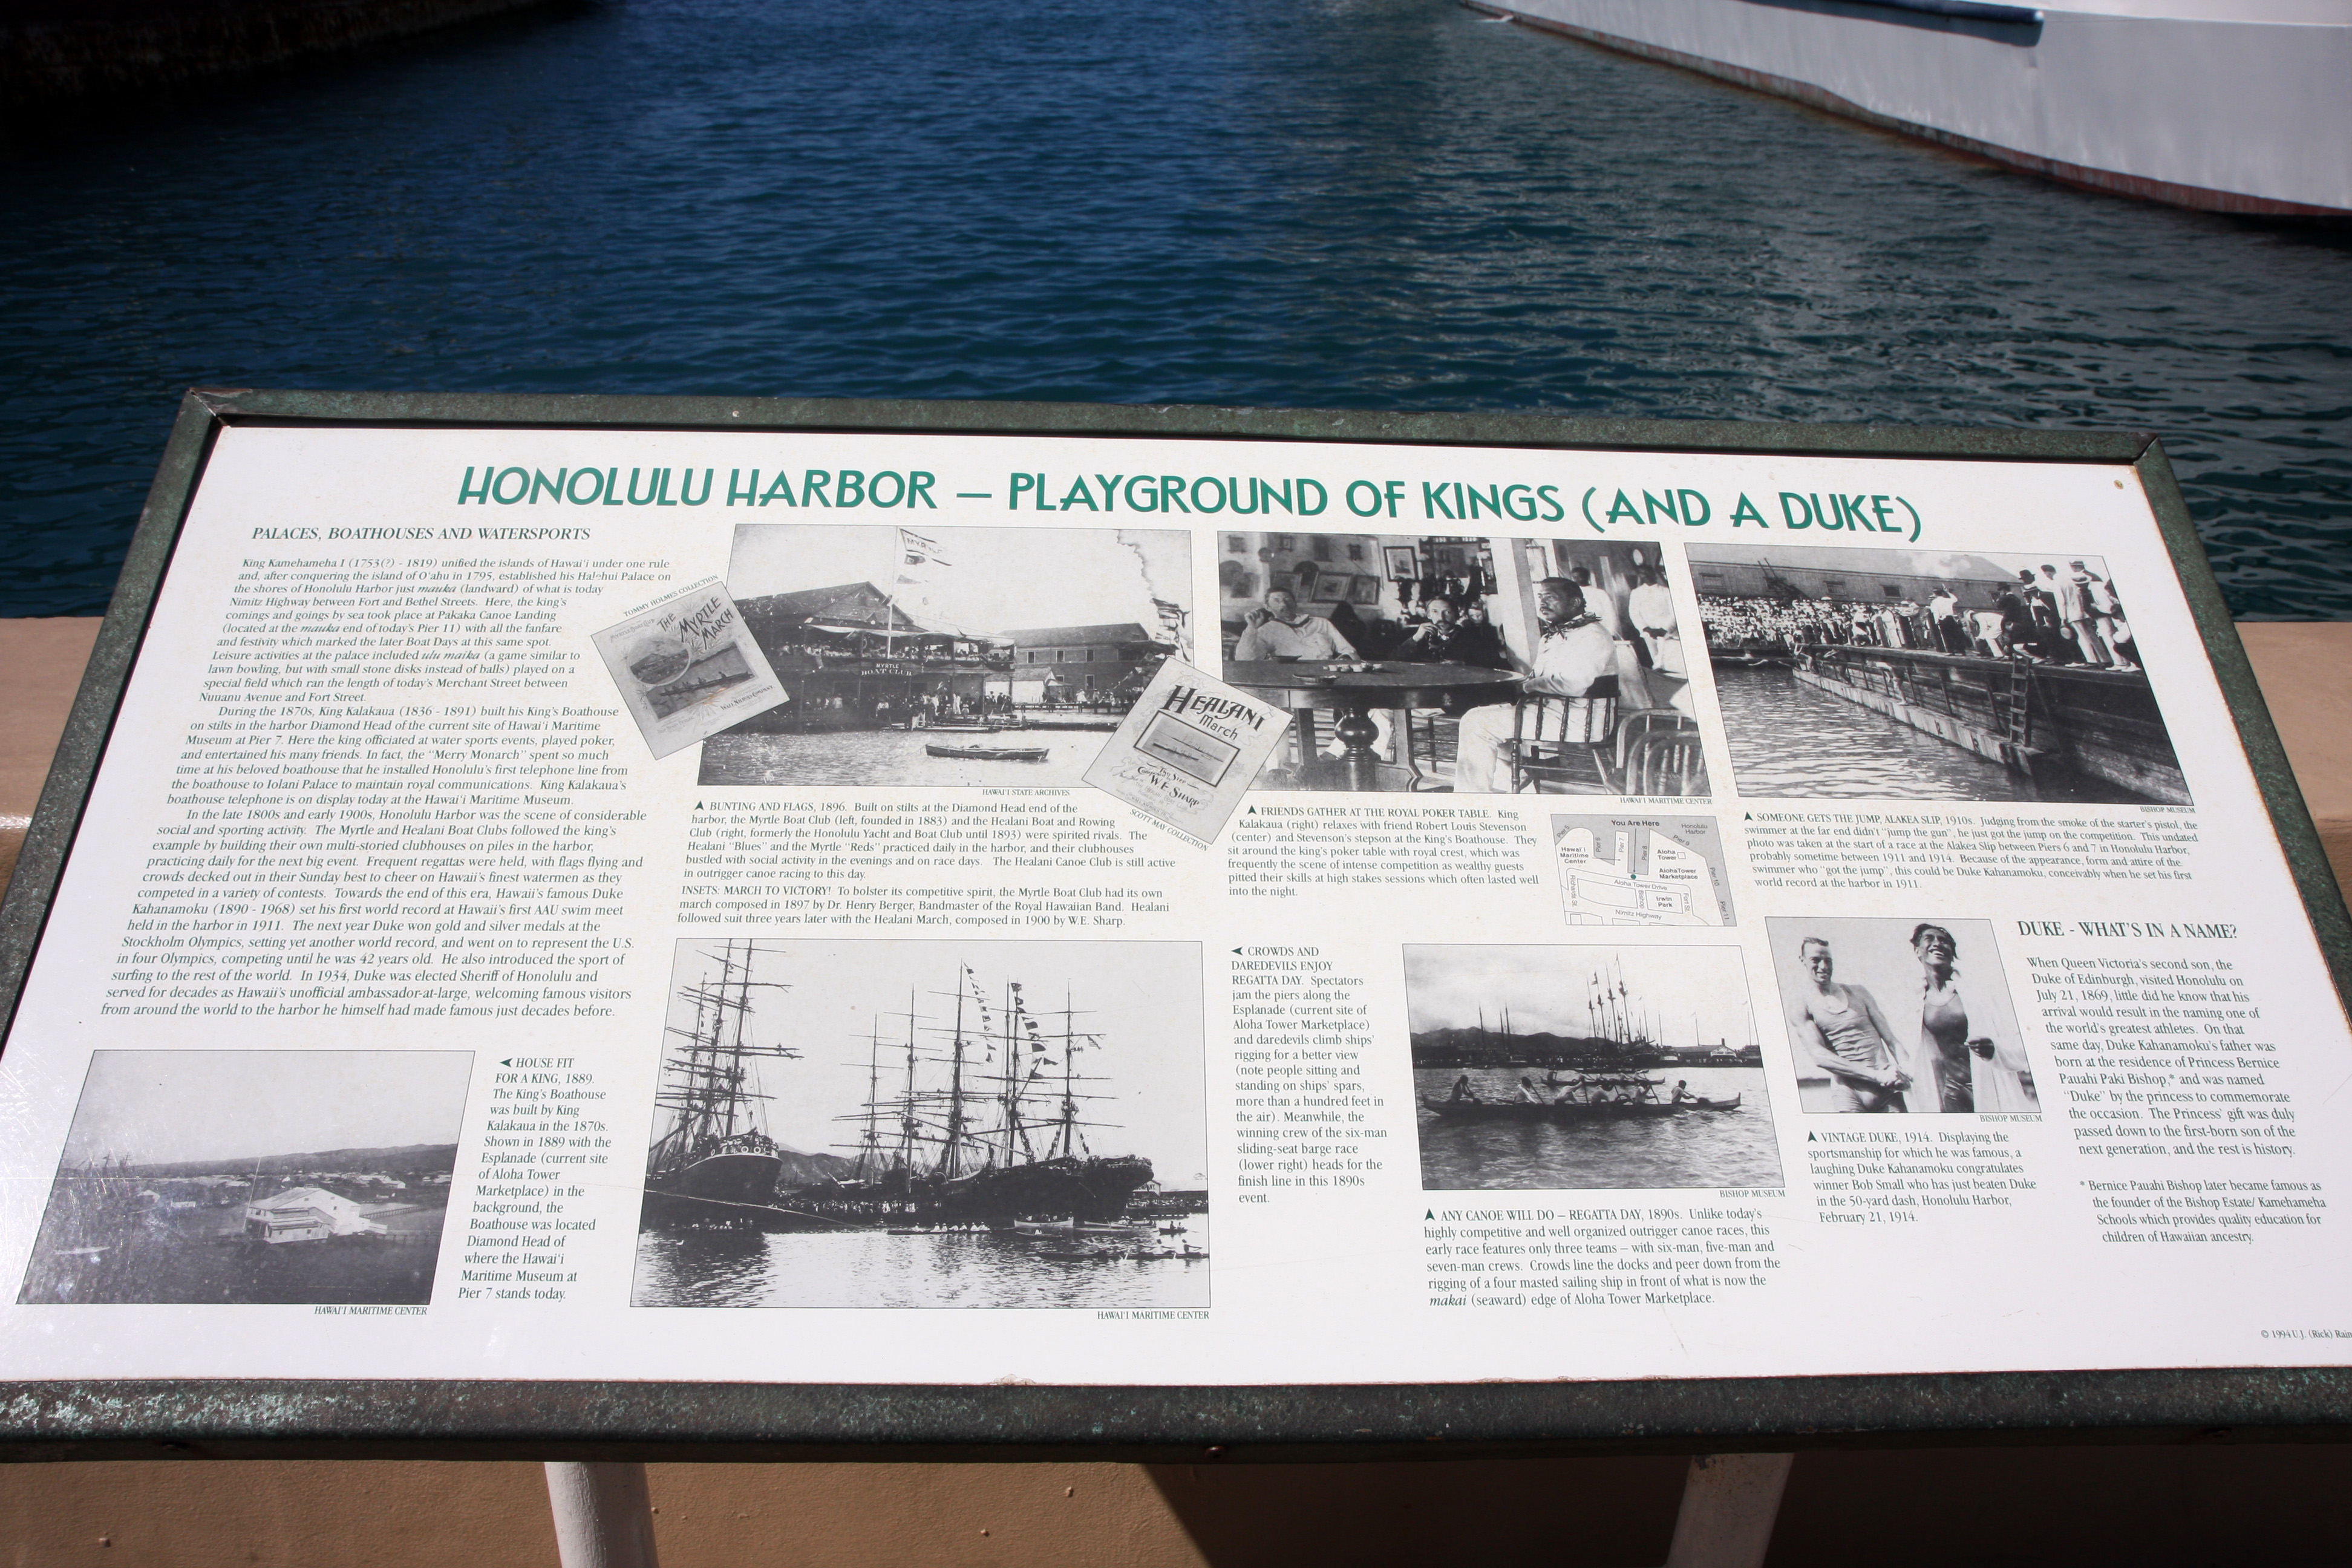 HONOLULU HARBOR — PLAYGROUND OF KINGS (AND A DUKE)
PALACES, BOATHOUSES AND WATERSPORTS
King Kamehameha I (1753(?) - 1819) unified the islands of Hawai'i under one rule
and, after conquering the island of O'ahu in 1795, established his Halehui Palace on
the shores of Honolulu Harbor just mauka (landward) of what is today
Nimitz Highway between Fort and Bethel Streets. Here, the king's
comings and goings by sea took place at Pakaka Canoe Landing
(located at the mauka end of today's Pier 11) with all the fanfare
and festivity which marked the later Boat Days at this same spot.
Leisure activities at the palace included ulu maika (a game similar to
lawn bowling, but with small stone disks instead of balls) played on a
special field which ran the length of today's Merchant Street between
Nuuanu Avenue and Fort Street.
During the 1870s, King Kalakaua (1836 - 1891) built his King's Boathouse
on stilts in the harbor Diamond Head of the current site of Hawai'i Maritime
Museum at Pier 7. Here the king officiated at water sports events, played poker,
and entertained his many friends. In fact, the "Merry Monarch" spent so much
time at his beloved boathouse that he installed Honolulu's first telephone line from
the boathouse to Iolani Palace to maintain royal communications. King Kalakaua's
boathouse telephone is on display today at the Hawai'i Maritime Museum.
In the late 1800s and early 1900s, Honolulu Harbor was the scene of considerable
social and sporting activity. The Myrtle and Healani Boat Clubs followed the king's
example by building their own multi-storied clubhouses on piles in the harbor,
practicing daily for the next big event. Frequent regattas were held, with flags flying and
crowds decked out in their Sunday best to cheer on Hawaii's finest watermen as they
competed in a variety of contests. Towards the end of this era, Hawaii's famous Duke
Kahanamoku (1890 - 1968) set his first world record at Hawaii's first AAU swim meet
held in the harbor in 1911. The next year Duke won gold and silver medals at the
Stockholm Olympics, setting yet another world record, and went on to represent the U.S.
in four Olympics, competing until he was 42 years old. He also introduced the sport of
surfing to the rest of the world. In 1934, Duke was elected Sheriff of Honolulu and
served for decades as Hawaii's unofficial ambassador-at-large, welcoming famous visitors
from around the world to the harbor he himself had made famous just decades before.
HAWAI'I MARITIME CENTER
HOUSE FIT
FOR A KING, 1889.
The King's Boathouse
was built by King
Kalakaua in the 1870s.
Shown in 1889 with the
Esplanade (current site
of Aloha Tower
Marketplace) in the
background, the
Boathouse was located
Diamond Head of
where the Hawai'i
Maritime Museum at
Pier 7 stands today.
TOMMY HOLMES COLLECTION
THE MYRTLE
MARCH
MYRTLE
MYRTLE
BOAT CLUB
HAWAI'I STATE ARCHIVES
HEALANI
March
W.E. SHARP
SCOTT MAY COLLECTION
BUNTING AND FLAGS, 1896. Built on stilts at the Diamond Head end of the
harbor, the Myrtle Boat Club (left, founded in 1883) and the Healani Boat and Rowing
Club (right, formerly the Honolulu Yacht and Boat Club until 1893) were spirited rivals. The
Healani "Blues" and the Myrtle "Reds" practiced daily in the harbor, and their clubhouses
bustled with social activity in the evenings and on race days. The Healani Canoe Club is still active
in outrigger canoe racing to this day.
INSETS: MARCH TO VICTORY! To bolster its competitive spirit, the Myrtle Boat Club had its own
march composed in 1897 by Dr. Henry Berger, Bandmaster of the Royal Hawaiian Band. Healani
followed suit three years later with the Healani March, composed in 1900 by W.E. Sharp.
HAWAI'I MARITIME CENTER
HAWAI'I MARITIME CENTER
FRIENDS GATHER AT THE ROYAL POKER TABLE. King
Kalakaua (right) relaxes with friend Robert Louis Stevenson
(center) and Stevenson's stepson at the King's Boathouse. They
sit around the king's poker table with royal crest, which was
frequently the scene of intense competition as wealthy guests
pitted their skills at high stakes sessions which often lasted well
into the night.
You Are Here
Honolulu
Harbor
Hawai'i
Maritime
Center
Pier 5
Pier 6
Pier 7
Pier 8
Pier 9
Pier 10
Pier 11
Aloha
Tower
AlohaTower
Marketplace
Aloha Tower Drive
Richards St
Bishop
Irwin
Park
Fort St
Nimitz Highway
CROWDS AND
DAREDEVILS ENJOY
REGATTA DAY. Spectators
jam the piers along the
Esplanade (current site of
Aloha Tower Marketplace)
and daredevils climb ships'
rigging for a better view
(note people sitting and
standing on ships' spars,
more than a hundred feet in
the air). Meanwhile, the
winning crew of the six-man
sliding-seat barge race
(lower right) heads for the
finish line in this 1890s
event.
BISHOP MUSEUM
ANY CANOE WILL DO – REGATTA DAY, 1890s. Unlike today's
highly competitive and well organized outrigger canoe races, this
early race features only three teams – with six-man, five-man and
seven-man crews. Crowds line the docks and peer down from the
rigging of a four masted sailing ship in front of what is now the
makai (seaward) edge of Aloha Tower Marketplace.
BISHOP MUSEUM
SOMEONE GETS THE JUMP, ALAKEA SLIP, 1910s. Judging from the smoke of the starter's pistol, the
swimmer at the far end didn't "jump the gun", he just got the jump on the competition. This undated
photo was taken at the start of a race at the Alakea Slip between Piers 6 and 7 in Honolulu Harbor,
probably sometime between 1911 and 1914. Because of the appearance, form and attire of the
swimmer who "got the jump", this could be Duke Kahanamoku, conceivably when he set his first
world record at the harbor in 1911.
BISHOP MUSEUM
VINTAGE DUKE, 1914. Displaying the
sportsmanship for which he was famous, a
laughing Duke Kahanamoku congratulates
winner Bob Small who has just beaten Duke
in the 50-yard dash, Honolulu Harbor,
February 21, 1914.
DUKE - WHAT'S IN A NAME?
When Queen Victoria's second son, the
Duke of Edinburgh, visited Honolulu on
July 21, 1869, little did he know that his
arrival would result in the naming one of
the world's greatest athletes. On that
same day, Duke Kahanamoku's father was
born at the residence of Princess Bernice
Pauahi Paki Bishop,* and was named
"Duke" by the princess to commemorate
the occasion. The Princess' gift was duly
passed down to the first-born son of the
next generation, and the rest is history.
* Bernice Pauahi Bishop later became famous as
the founder of the Bishop Estate/ Kamehameha
Schools which provides quality education for
children of Hawaiian ancestry.
© 1994 U.J. (Rick) Rain